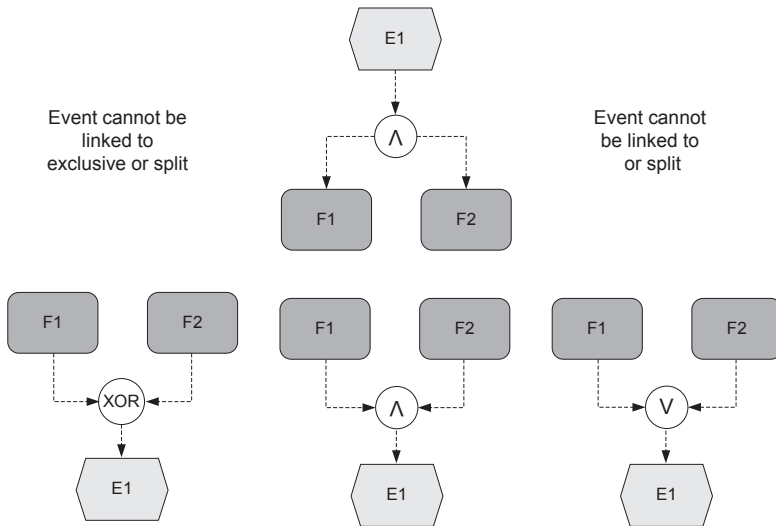 E1
Event cannot be
linked to
exclusive or split
Λ
Event cannot
be linked to
or split
F1
F2
F1
F2
XOR
E1
F1
F2
Λ
E1
F1
F2
V
E1